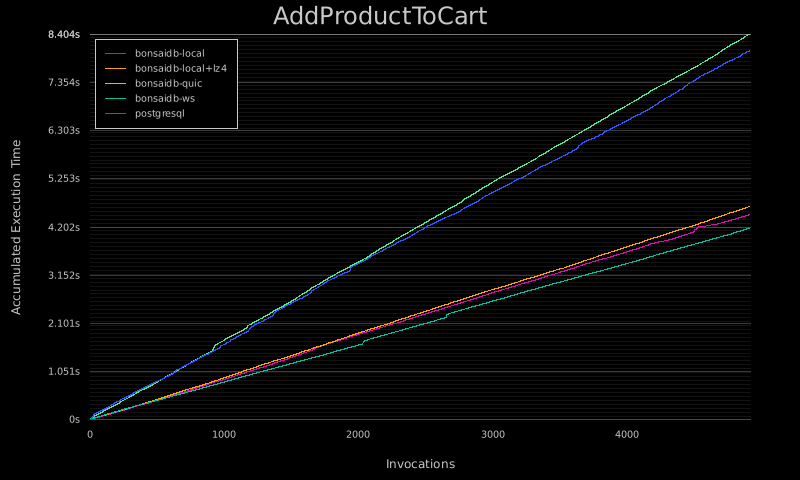 AddProductToCart
8.404s
7.354s
6.303s
5.253s
4.202s
3.152s
2.101s
1.051s
0s
bonsaidb-local
bonsaidb-local+lz4
bonsaidb-quic
bonsaidb-ws
postgresql
Accumulated Execution Time
0 1000 2000 3000 4000
Invocations